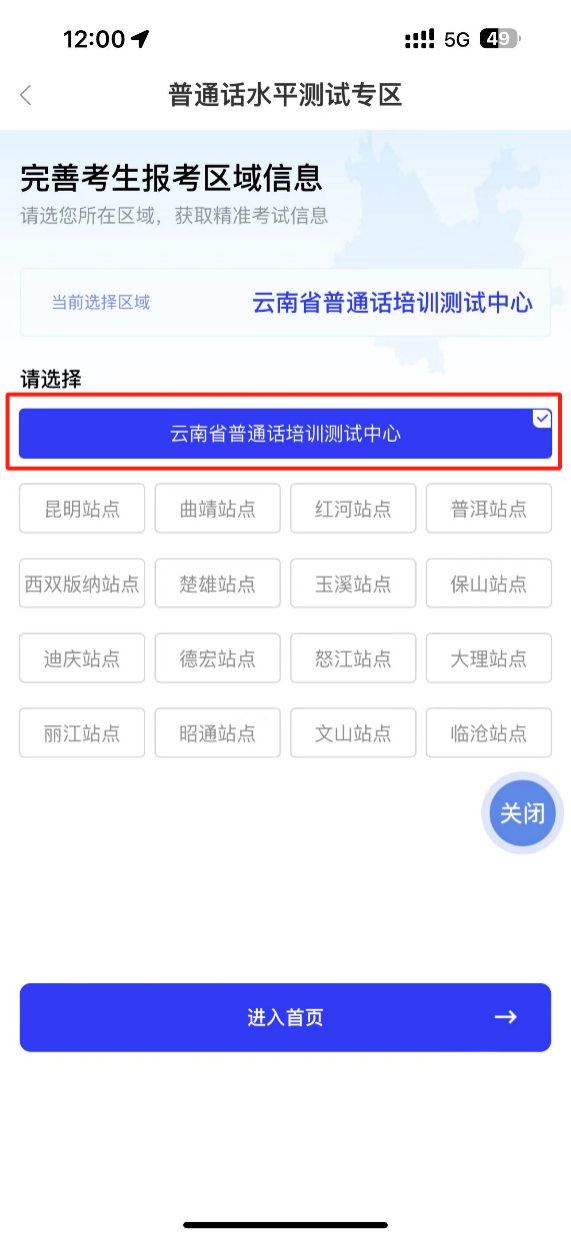 12:00 5G 49
普通话水平测试专区
完善考生报考区域信息
请选您所在区域，获取精准考试信息
当前选择区域 云南省普通话培训测试中心
请选择
云南省普通话培训测试中心
昆明站点 曲靖站点 红河站点 普洱站点
西双版纳站点 楚雄站点 玉溪站点 保山站点
迪庆站点 德宏站点 怒江站点 大理站点
丽江站点 昭通站点 文山站点 临沧站点
关闭
进入首页